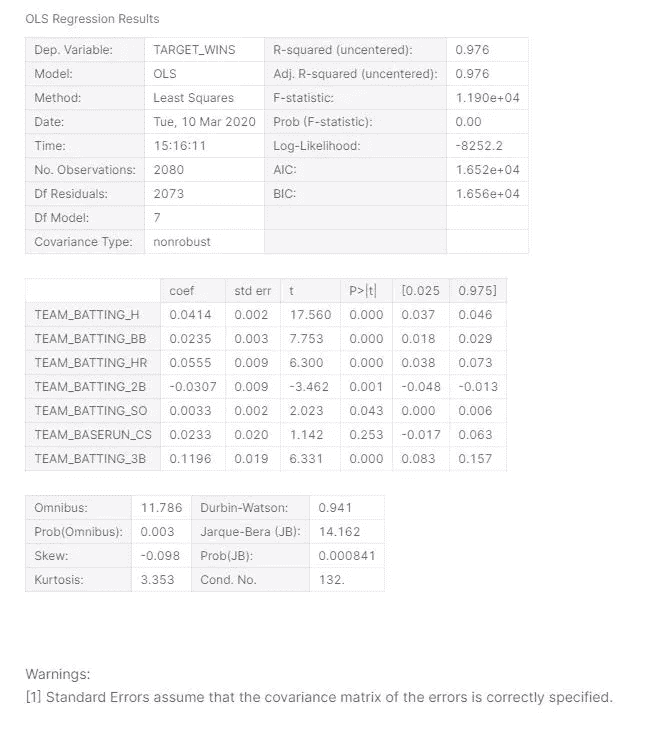 OLS Regression Results
Dep. Variable: TARGET_WINS R-squared (uncentered): 0.976
Model: OLS Adj. R-squared (uncentered): 0.976
Method: Least Squares F-statistic: 1.190e+04
Date: Tue, 10 Mar 2020 Prob (F-statistic): 0.00
Time: 15:16:11 Log-Likelihood: -8252.2
No. Observations: 2080 AIC: 1.652e+04
Df Residuals: 2073 BIC: 1.656e+04
Df Model: 7
Covariance Type: nonrobust
coef std err t P>|t| [0.025 0.975]
TEAM_BATTING_H 0.0414 0.002 17.560 0.000 0.037 0.046
TEAM_BATTING_BB 0.0235 0.003 7.753 0.000 0.018 0.029
TEAM_BATTING_HR 0.0555 0.009 6.300 0.000 0.038 0.073
TEAM_BATTING_2B -0.0307 0.009 -3.462 0.001 -0.048 -0.013
TEAM_BATTING_SO 0.0033 0.002 2.023 0.043 0.000 0.006
TEAM_BASERUN_CS 0.0233 0.020 1.142 0.253 -0.017 0.063
TEAM_BATTING_3B 0.1196 0.019 6.331 0.000 0.083 0.157
Omnibus: 11.786 Durbin-Watson: 0.941
Prob(Omnibus): 0.003 Jarque-Bera (JB): 14.162
Skew: -0.098 Prob(JB): 0.000841
Kurtosis: 3.353 Cond. No. 132.
Warnings:
[1] Standard Errors assume that the covariance matrix of the errors is correctly specified.